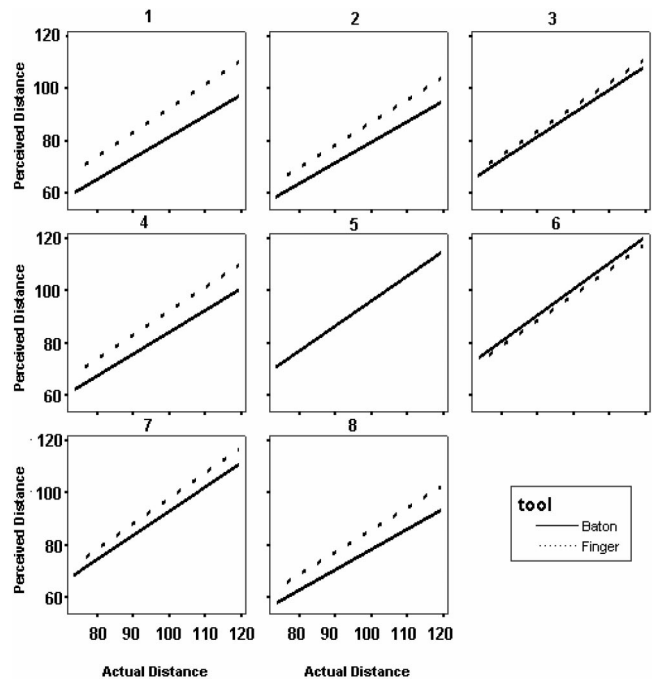 1 2 3
Perceived Distance
120
100
80
60
4 5 6
Perceived Distance
120
100
80
60
7 8
Perceived Distance
120
100
80
60
80 90 100 110 120 80 90 100 110 120
Actual Distance Actual Distance
tool
Baton
Finger